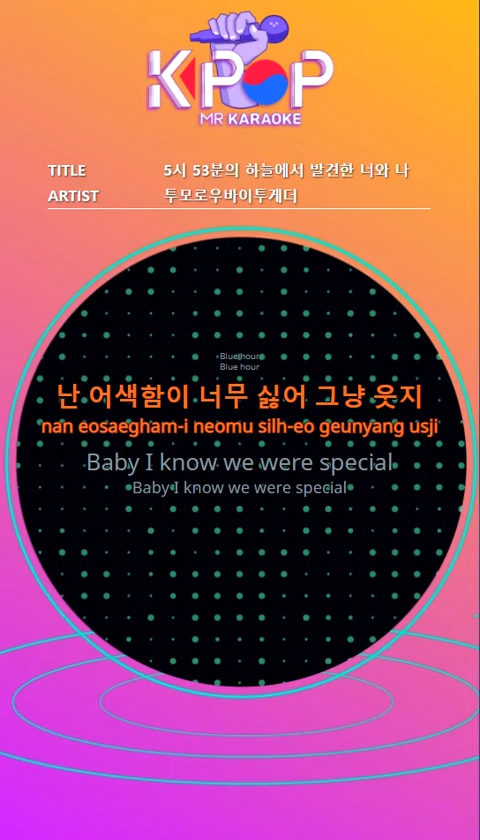 KPOP
MR KARAOKE
TITLE 5시 53분의 하늘에서 발견한 너와 나
ARTIST 투모로우바이투게더
Blue hour
Blue hour
난 어색함이 너무 싫어 그냥 웃지
nan eosaegham-i neomu silh-eo geunyang usji
Baby I know we were special
Baby I know we were special